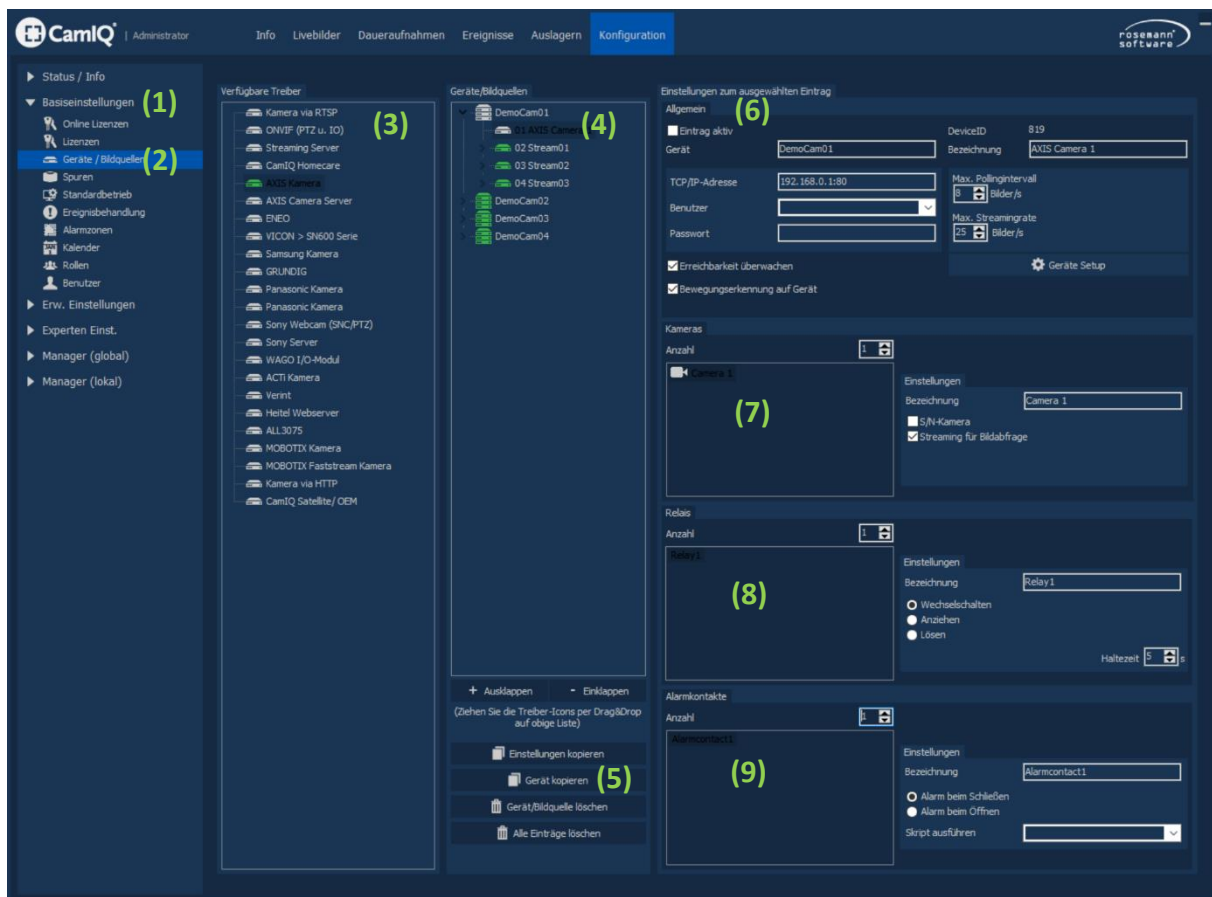 CamIQ | Administrator
Info Livebilder Daueraufnahmen Ereignisse Auslagern Konfiguration
rosemann software
Status / Info
Basiseinstellungen (1)
Online Lizenzen
Lizenzen
Geräte / Bildquellen (2)
Spuren
Standardbetrieb
Ereignisbehandlung
Alarmzonen
Kalender
Rollen
Benutzer
Erw. Einstellungen
Experten Einst.
Manager (global)
Manager (lokal)
Verfügbare Treiber
(3)
Kamera via RTSP
ONVIF (PTZ u. IO)
Streaming Server
CamIQ Homecare
AXIS Kamera
AXIS Camera Server
ENEO
VICON > SN600 Serie
Samsung Kamera
GRUNDIG
Panasonic Kamera
Panasonic Kamera
Sony Webcam (SNC/PTZ)
Sony Server
WAGO I/O-Modul
ACTi Kamera
Verint
Heitel Webserver
ALL3075
MOBOTIX Kamera
MOBOTIX Faststream Kamera
Kamera via HTTP
CamIQ Satellite/ OEM
Geräte/Bildquellen
(4)
DemoCam01
01 AXIS Camera
02 Stream01
03 Stream02
04 Stream03
DemoCam02
DemoCam03
DemoCam04
+ Ausklappen - Einklappen
(Ziehen Sie die Treiber-Icons per Drag&Drop
auf obige Liste)
Einstellungen kopieren
Gerät kopieren (5)
Gerät/Bildquelle löschen
Alle Einträge löschen
Einstellungen zum ausgewählten Eintrag
Allgemein (6)
Eintrag aktiv
DeviceID 819
Gerät DemoCam01
Bezeichnung AXIS Camera 1
TCP/IP-Adresse 192.168.0.1:80
Benutzer
Passwort
Max. Pollingintervall
8 Bilder/s
Max. Streamingrate
25 Bilder/s
Erreichbarkeit überwachen
Geräte Setup
Bewegungserkennung auf Gerät
Kameras
Anzahl 1
Camera 1
(7)
Einstellungen
Bezeichnung Camera 1
S/N-Kamera
Streaming für Bildabfrage
Relais
Anzahl 1
Relay1
(8)
Einstellungen
Bezeichnung Relay1
Wechselschalten
Anziehen
Lösen
Haltezeit 5 s
Alarmkontakte
Anzahl 1
Alarmcontact1
(9)
Einstellungen
Bezeichnung Alarmcontact1
Alarm beim Schließen
Alarm beim Öffnen
Skript ausführen